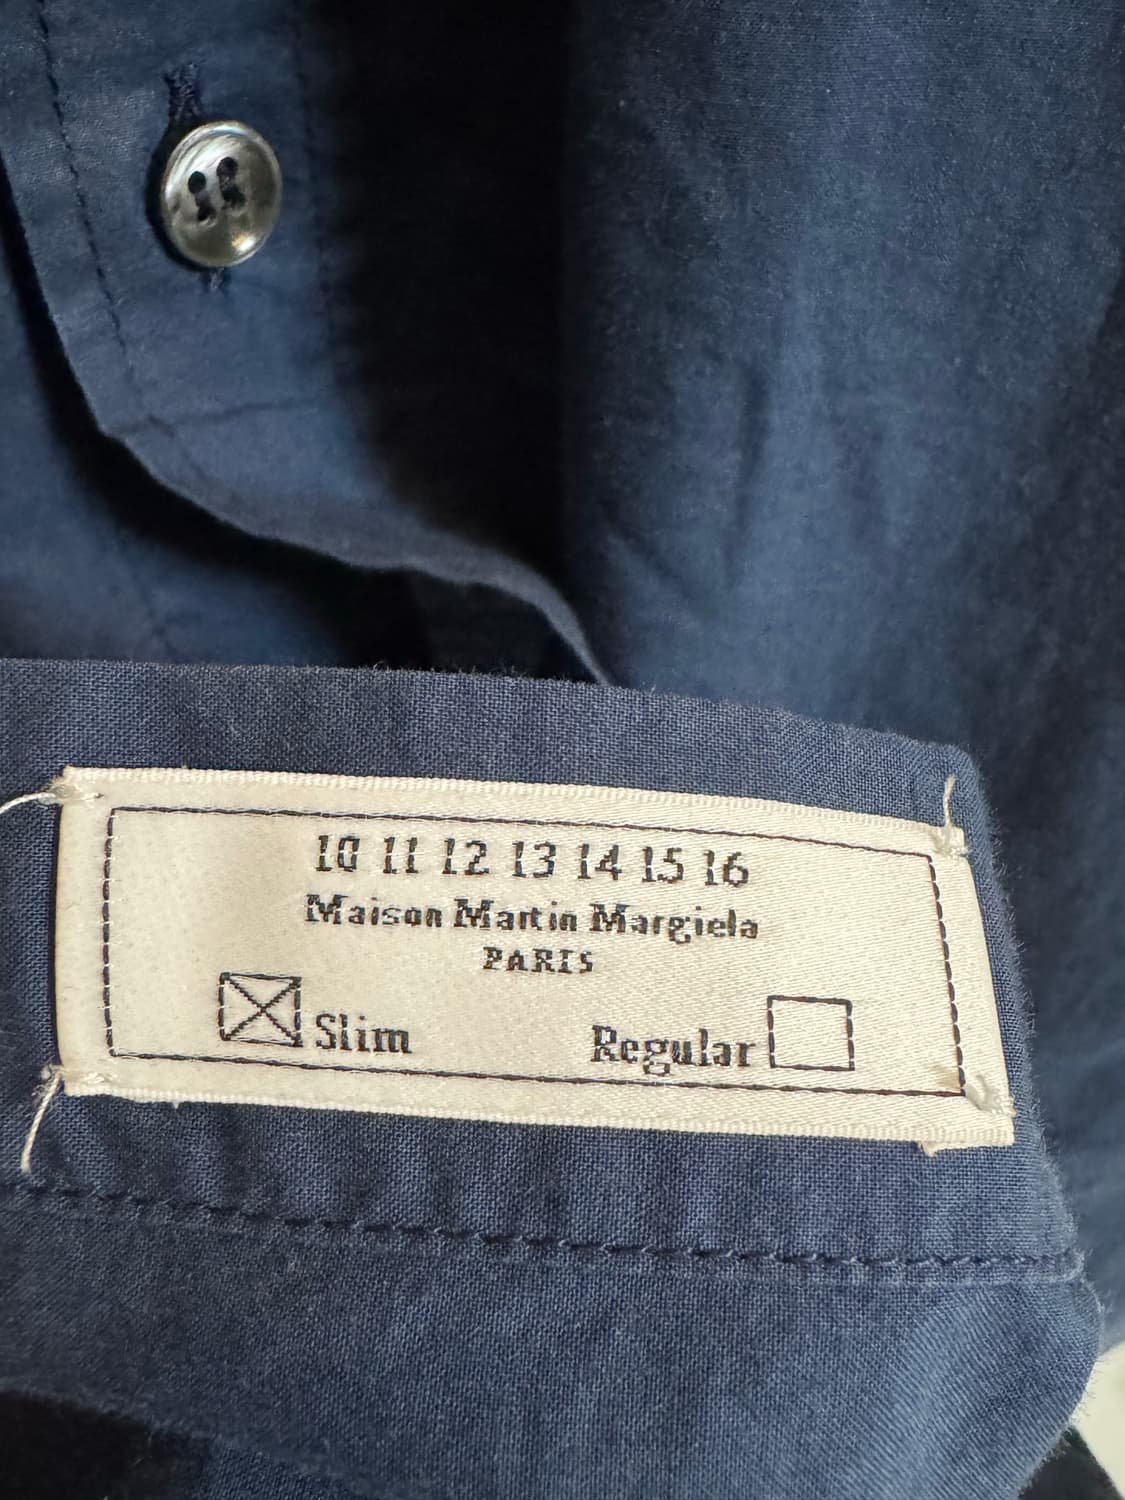 10 11 12 13 14 15 16
Maison Martin Margiela
PARIS
Slim Regular